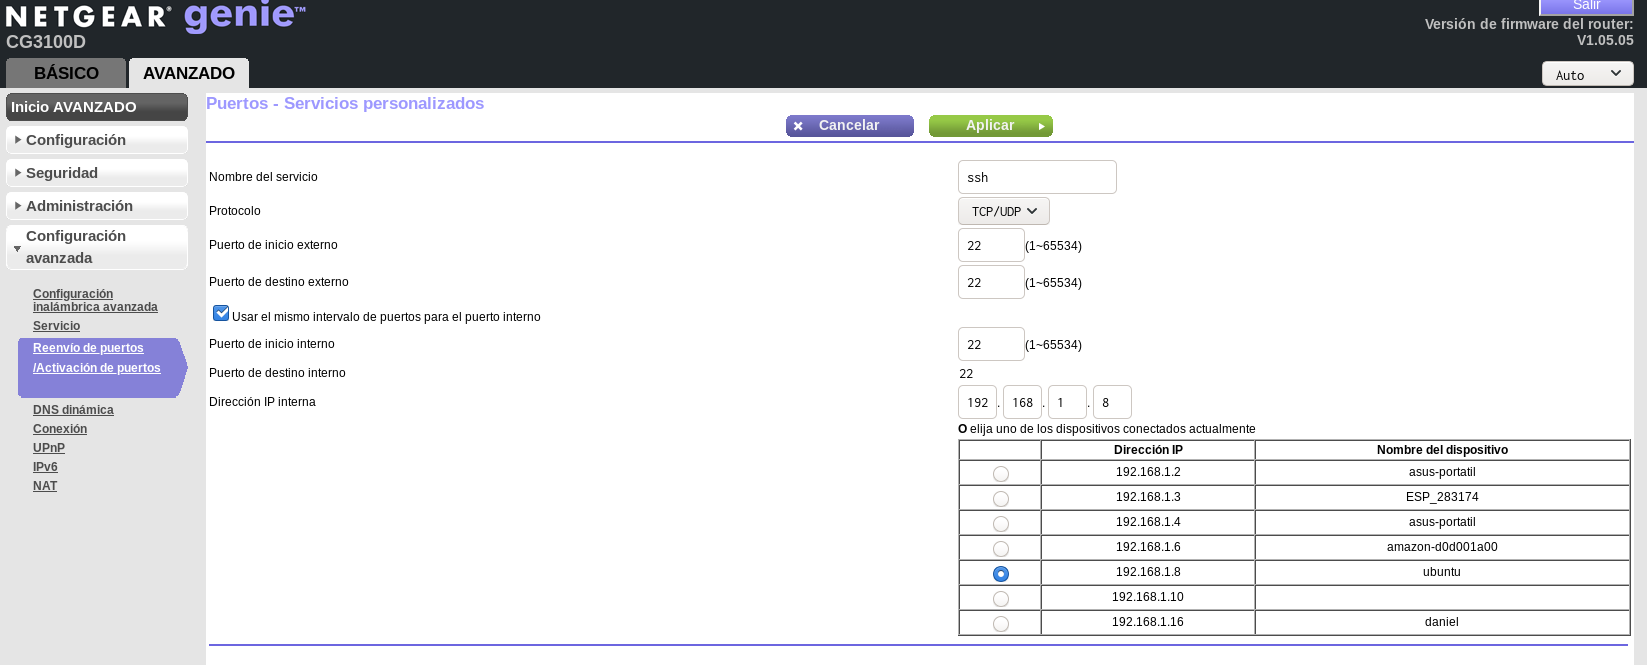 NETGEAR® genie™
CG3100D
Salir
Versión de firmware del router:
V1.05.05
BÁSICO
AVANZADO
Auto
Inicio AVANZADO
Configuración
Seguridad
Administración
Configuración
avanzada
Configuración
inalámbrica avanzada
Servicio
Reenvío de puertos
/Activación de puertos
DNS dinámica
Conexión
UPnP
IPv6
NAT
Puertos - Servicios personalizados
Cancelar
Aplicar
Nombre del servicio ssh
Protocolo TCP/UDP
Puerto de inicio externo 22 (1~65534)
Puerto de destino externo 22 (1~65534)
Usar el mismo intervalo de puertos para el puerto interno
Puerto de inicio interno 22 (1~65534)
Puerto de destino interno 22
Dirección IP interna 192 . 168 . 1 . 8
O elija uno de los dispositivos conectados actualmente
Dirección IP Nombre del dispositivo
192.168.1.2 asus-portatil
192.168.1.3 ESP_283174
192.168.1.4 asus-portatil
192.168.1.6 amazon-d0d001a00
192.168.1.8 ubuntu
192.168.1.10
192.168.1.16 daniel